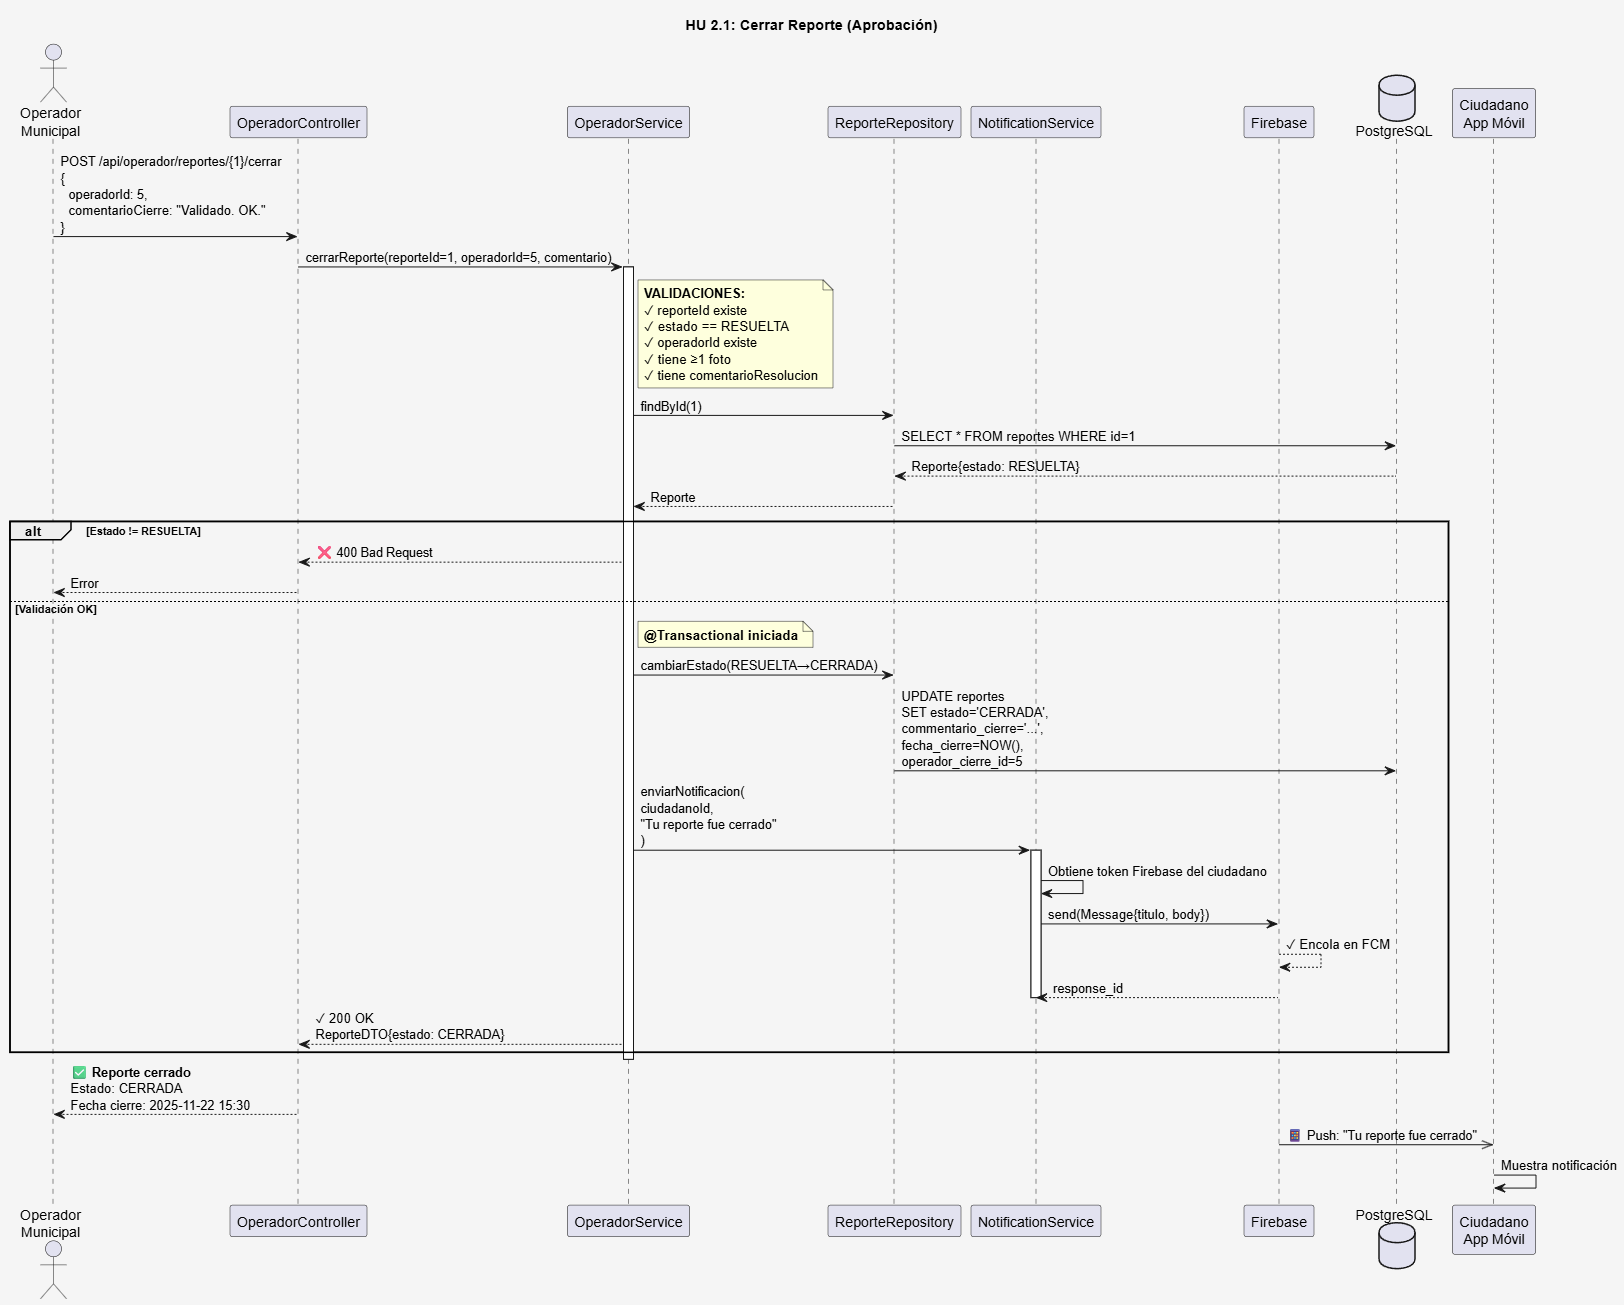 HU 2.1: Cerrar Reporte (Aprobación)
Operador
Municipal
OperadorController
OperadorService
ReporteRepository
NotificationService
Firebase
PostgreSQL
Ciudadano
App Móvil
POST /api/operador/reportes/{1}/cerrar
{
operadorId: 5,
comentarioCierre: "Validado. OK."
}
cerrarReporte(reporteId=1, operadorId=5, comentario)
VALIDACIONES:
✓ reporteId existe
✓ estado == RESUELTA
✓ operadorId existe
✓ tiene ≥1 foto
✓ tiene comentarioResolucion
findById(1)
SELECT * FROM reportes WHERE id=1
Reporte{estado: RESUELTA}
Reporte
alt
[Estado != RESUELTA]
❌ 400 Bad Request
Error
[Validación OK]
@Transactional iniciada
cambiarEstado(RESUELTA→CERRADA)
UPDATE reportes
SET estado='CERRADA',
commentario_cierre='...',
fecha_cierre=NOW(),
operador_cierre_id=5
enviarNotificacion(
ciudadanoId,
"Tu reporte fue cerrado"
)
Obtiene token Firebase del ciudadano
send(Message{titulo, body})
✓ Encola en FCM
response_id
✓ 200 OK
ReporteDTO{estado: CERRADA}
✅ Reporte cerrado
Estado: CERRADA
Fecha cierre: 2025-11-22 15:30
Push: "Tu reporte fue cerrado"
Muestra notificación
Operador
Municipal
OperadorController
OperadorService
ReporteRepository
NotificationService
Firebase
PostgreSQL
Ciudadano
App Móvil